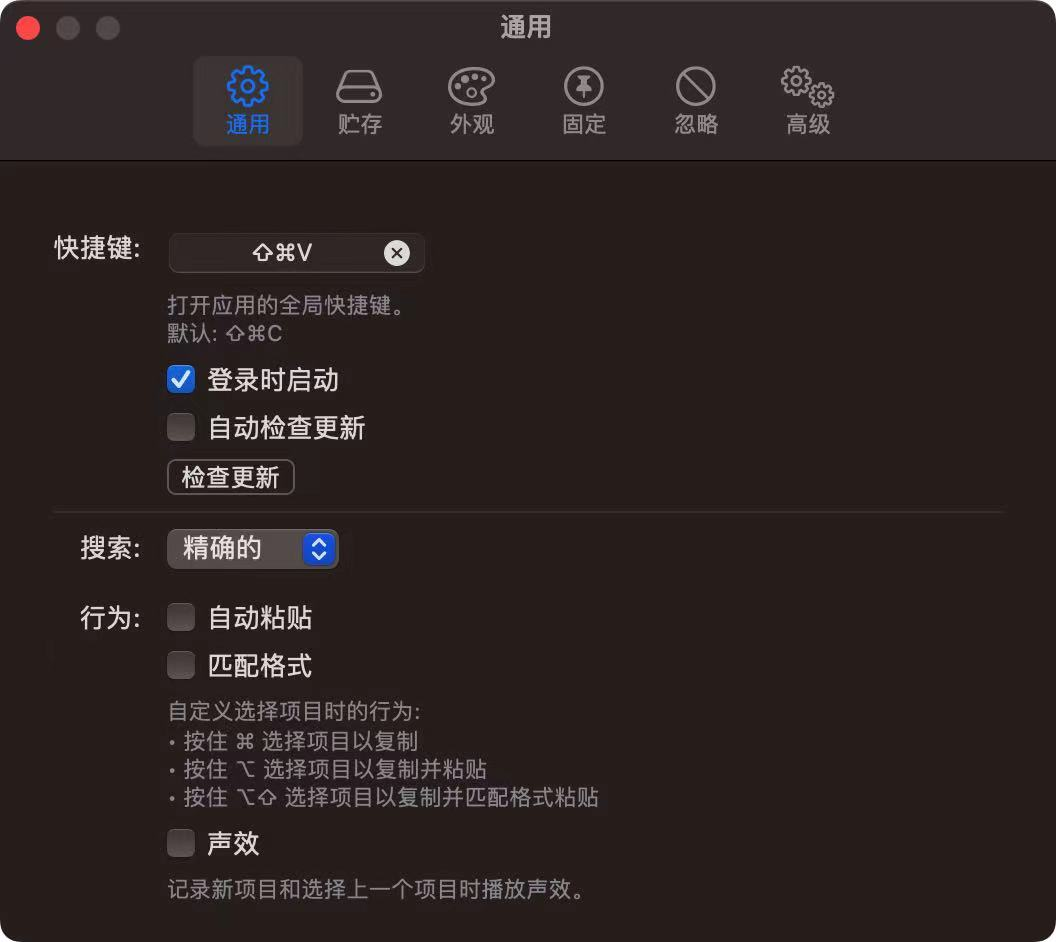 通用
通用 贮存 外观 固定 忽略 高级
快捷键: ⇧⌘V
打开应用的全局快捷键。
默认: ⇧⌘C
登录时启动
自动检查更新
检查更新
搜索: 精确的
行为: 自动粘贴
匹配格式
自定义选择项目时的行为:
• 按住 ⌘ 选择项目以复制
• 按住 ⌥ 选择项目以复制并粘贴
• 按住 ⌥⇧ 选择项目以复制并匹配格式粘贴
声效
记录新项目和选择上一个项目时播放声效。